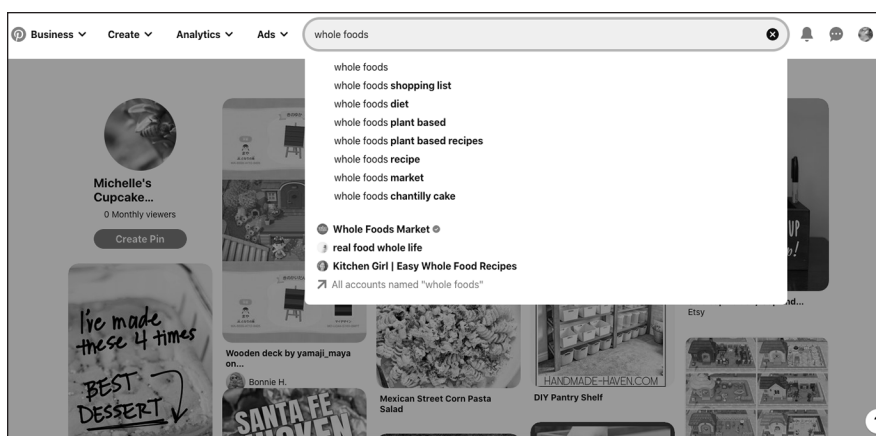 Business
Create
Analytics
Ads
whole foods
whole foods
whole foods shopping list
whole foods diet
whole foods plant based
whole foods plant based recipes
whole foods recipe
whole foods market
whole foods chantilly cake
Whole Foods Market
real food whole life
Kitchen Girl | Easy Whole Food Recipes
All accounts named "whole foods"
Michelle's
Cupcake...
0 Monthly viewers
Create Pin
I've made
these 4 times
BEST
DESSERT
Wooden deck by yamaji_maya
on...
Bonnie H.
SANTA FE
CHICKEN
Mexican Street Corn Pasta
Salad
HANDMADE-HAVEN.COM
DIY Pantry Shelf
UP
Etsy